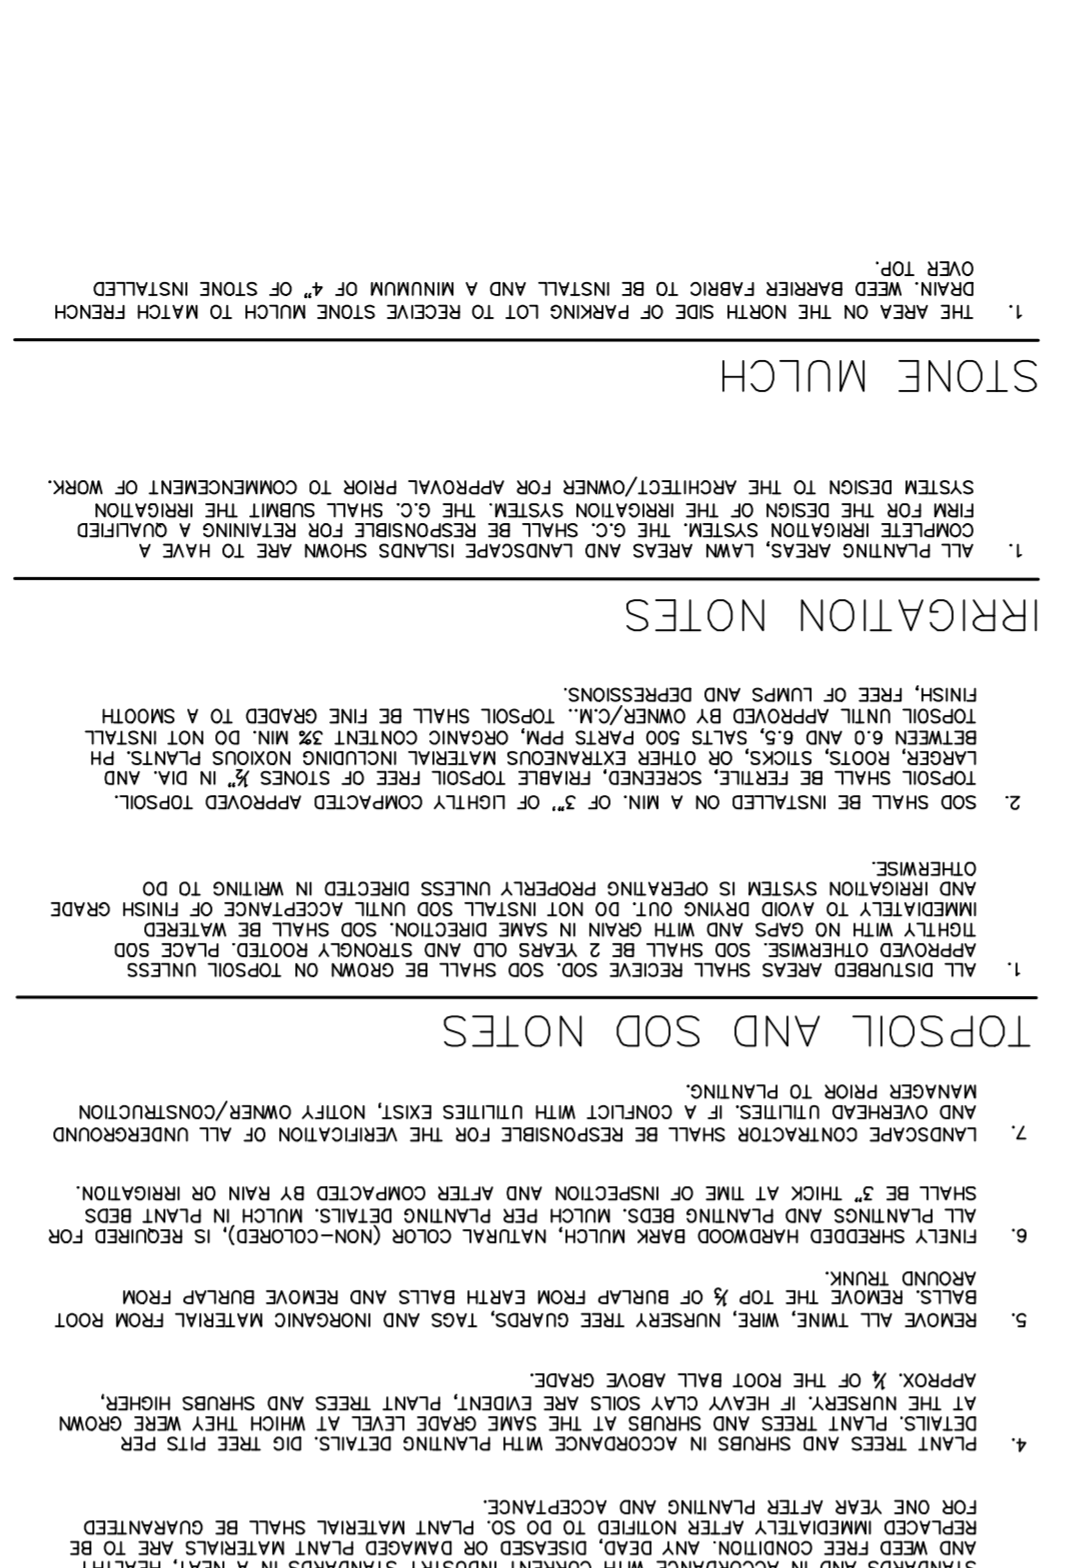 STANDARDS AND IN ACCORDANCE WITH CURRENT INDUSTRY STANDARDS IN A NEAT, HEALTHY
AND WEED FREE CONDITION. ANY DEAD, DISEASED OR DAMAGED PLANT MATERIALS ARE TO BE
REPLACED IMMEDIATELY AFTER NOTIFIED TO DO SO. PLANT MATERIAL SHALL BE GUARANTEED
FOR ONE YEAR AFTER PLANTING AND ACCEPTANCE.
4. PLANT TREES AND SHRUBS IN ACCORDANCE WITH PLANTING DETAILS. DIG TREE PITS PER
DETAILS. PLANT TREES AND SHRUBS AT THE SAME GRADE LEVEL AT WHICH THEY WERE GROWN
AT THE NURSERY. IF HEAVY CLAY SOILS ARE EVIDENT, PLANT TREES AND SHRUBS HIGHER,
APPROX. ¼ OF THE ROOT BALL ABOVE GRADE.
5. REMOVE ALL TWINE, WIRE, NURSERY TREE GUARDS, TAGS AND INORGANIC MATERIAL FROM ROOT
BALLS. REMOVE THE TOP ⅓ OF BURLAP FROM EARTH BALLS AND REMOVE BURLAP FROM
AROUND TRUNK.
6. FINELY SHREDDED HARDWOOD BARK MULCH, NATURAL COLOR (NON-COLORED), IS REQUIRED FOR
ALL PLANTINGS AND PLANTING BEDS. MULCH PER PLANTING DETAILS. MULCH IN PLANT BEDS
SHALL BE 3" THICK AT TIME OF INSPECTION AND AFTER COMPACTED BY RAIN OR IRRIGATION.
7. LANDSCAPE CONTRACTOR SHALL BE RESPONSIBLE FOR THE VERIFICATION OF ALL UNDERGROUND
AND OVERHEAD UTILITIES. IF A CONFLICT WITH UTILITIES EXIST, NOTIFY OWNER/CONSTRUCTION
MANAGER PRIOR TO PLANTING.
TOPSOIL AND SOD NOTES
1. ALL DISTURBED AREAS SHALL RECIEVE SOD. SOD SHALL BE GROWN ON TOPSOIL UNLESS
APPROVED OTHERWISE. SOD SHALL BE 2 YEARS OLD AND STRONGLY ROOTED. PLACE SOD
TIGHTLY WITH NO GAPS AND WITH GRAIN IN SAME DIRECTION. SOD SHALL BE WATERED
IMMEDIATELY TO AVOID DRYING OUT. DO NOT INSTALL SOD UNTIL ACCEPTANCE OF FINISH GRADE
AND IRRIGATION SYSTEM IS OPERATING PROPERLY UNLESS DIRECTED IN WRITING TO DO
OTHERWISE.
2. SOD SHALL BE INSTALLED ON A MIN. OF 3"' OF LIGHTLY COMPACTED APPROVED TOPSOIL.
TOPSOIL SHALL BE FERTILE, SCREENED, FRIABLE TOPSOIL FREE OF STONES ½" IN DIA. AND
LARGER, ROOTS, STICKS, OR OTHER EXTRANEOUS MATERIAL INCLUDING NOXIOUS PLANTS. PH
BETWEEN 6.0 AND 6.5, SALTS 500 PARTS PPM, ORGANIC CONTENT 3% MIN. DO NOT INSTALL
TOPSOIL UNTIL APPROVED BY OWNER/C.M.. TOPSOIL SHALL BE FINE GRADED TO A SMOOTH
FINISH, FREE OF LUMPS AND DEPRESSIONS.
IRRIGATION NOTES
1. ALL PLANTING AREAS, LAWN AREAS AND LANDSCAPE ISLANDS SHOWN ARE TO HAVE A
COMPLETE IRRIGATION SYSTEM. THE G.C. SHALL BE RESPONSIBLE FOR RETAINING A QUALIFIED
FIRM FOR THE DESIGN OF THE IRRIGATION SYSTEM. THE G.C. SHALL SUBMIT THE IRRIGATION
SYSTEM DESIGN TO THE ARCHITECT/OWNER FOR APPROVAL PRIOR TO COMMENCEMENT OF WORK.
STONE MULCH
1. THE AREA ON THE NORTH SIDE OF PARKING LOT TO RECEIVE STONE MULCH TO MATCH FRENCH
DRAIN. WEED BARRIER FABRIC TO BE INSTALL AND A MINUMUM OF 4" OF STONE INSTALLED
OVER TOP.